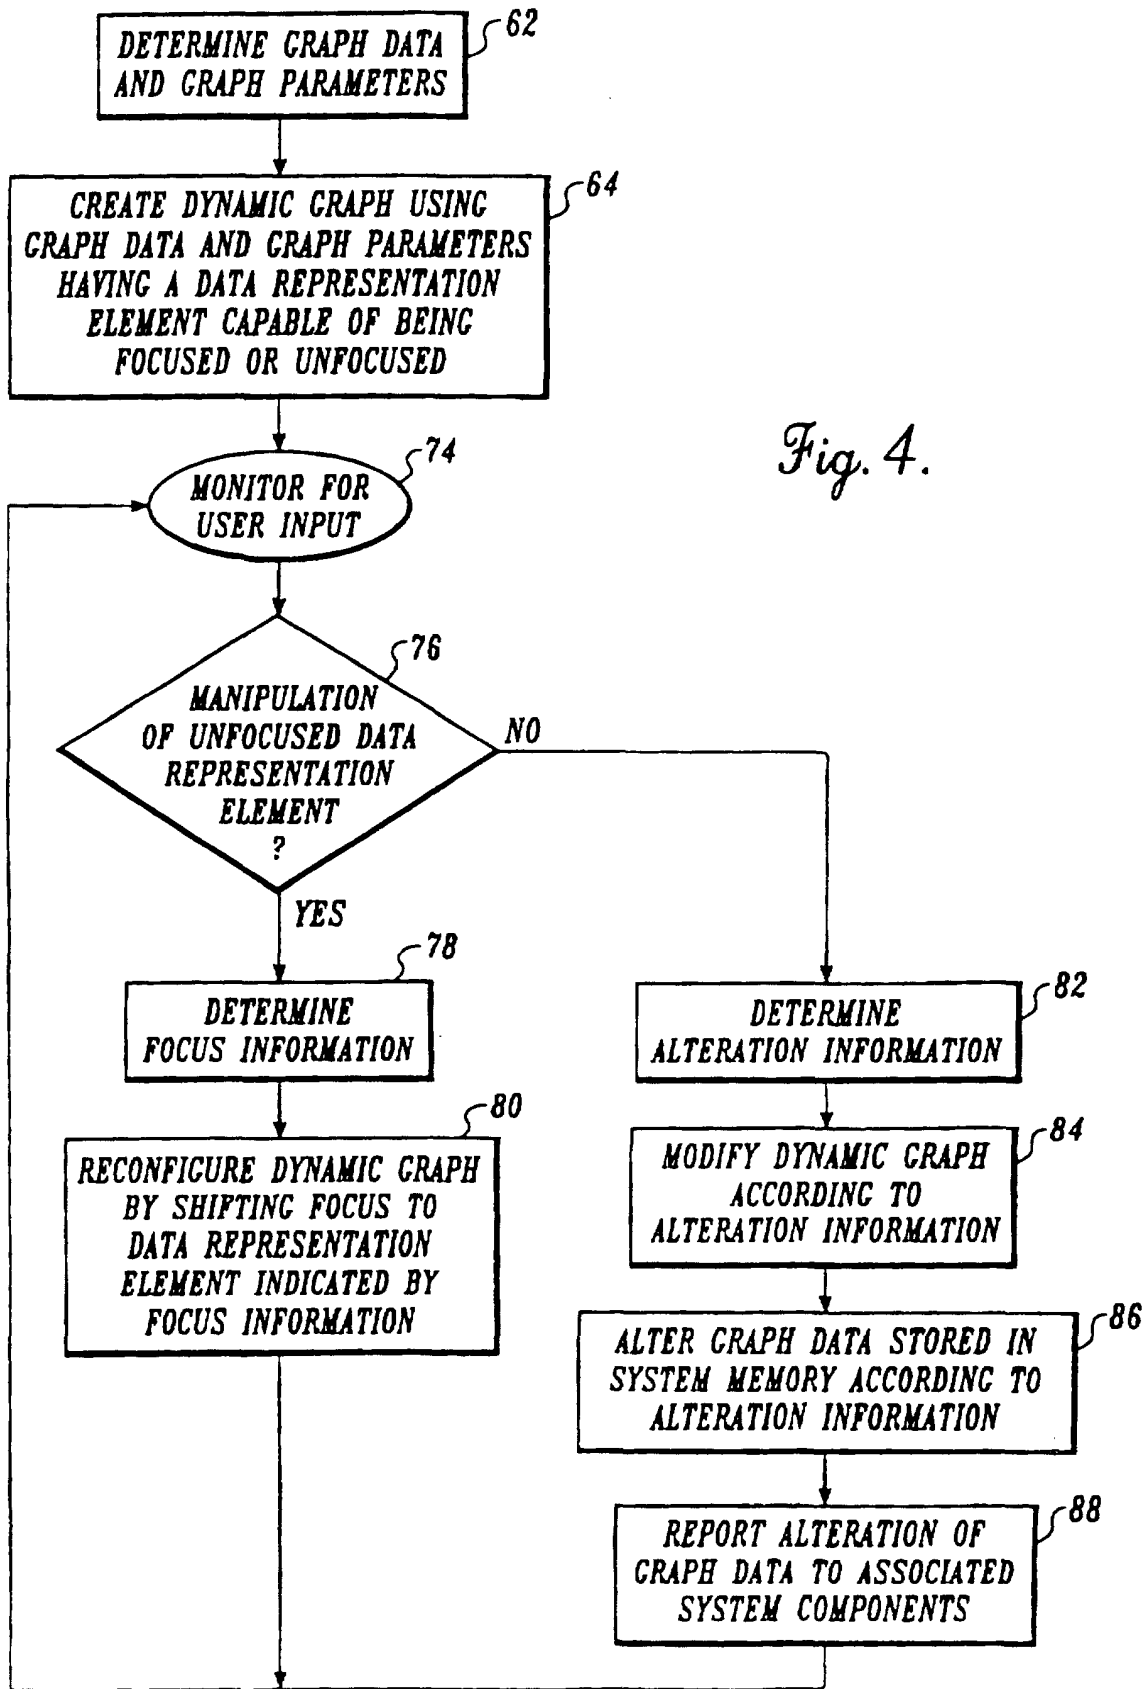 62
DETERMINE GRAPH DATA
AND GRAPH PARAMETERS
64
CREATE DYNAMIC GRAPH USING
GRAPH DATA AND GRAPH PARAMETERS
HAVING A DATA REPRESENTATION
ELEMENT CAPABLE OF BEING
FOCUSED OR UNFOCUSED
Fig. 4.
74
MONITOR FOR
USER INPUT
76
MANIPULATION
OF UNFOCUSED DATA
REPRESENTATION
ELEMENT
?
NO
YES
78
DETERMINE
FOCUS INFORMATION
80
RECONFIGURE DYNAMIC GRAPH
BY SHIFTING FOCUS TO
DATA REPRESENTATION
ELEMENT INDICATED BY
FOCUS INFORMATION
82
DETERMINE
ALTERATION INFORMATION
84
MODIFY DYNAMIC GRAPH
ACCORDING TO
ALTERATION INFORMATION
86
ALTER GRAPH DATA STORED IN
SYSTEM MEMORY ACCORDING TO
ALTERATION INFORMATION
88
REPORT ALTERATION OF
GRAPH DATA TO ASSOCIATED
SYSTEM COMPONENTS